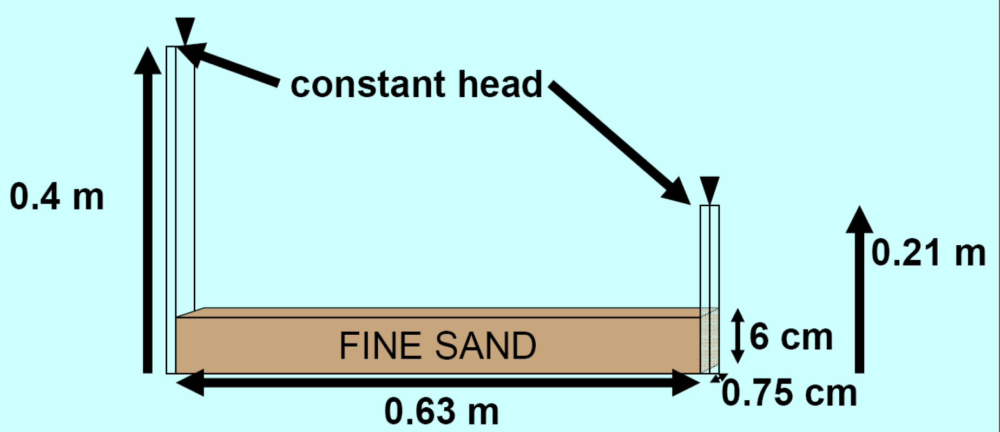 constant head
0.4 m
0.21 m
FINE SAND
6 cm
0.75 cm
0.63 m